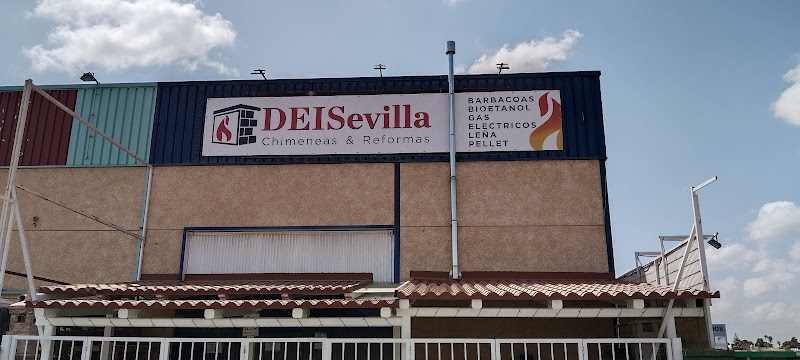 DEISevilla
Chimeneas & Reformas
BARBACOAS
BIOETANOL
GAS
ELECTRICOS
LEÑA
PELLET